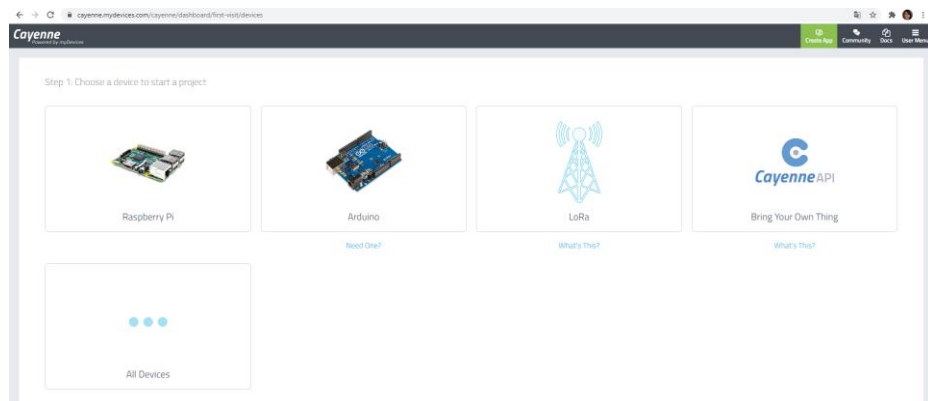 cayenne.mydevices.com/cayenne/dashboard/first-visit/devices
Cayenne
Powered by myDevices
Create App
Community
Docs
User Menu
Step 1: Choose a device to start a project
Raspberry Pi
Arduino
LoRa
Cayenne API
Bring Your Own Thing
Need One?
What's This?
What's This?
All Devices